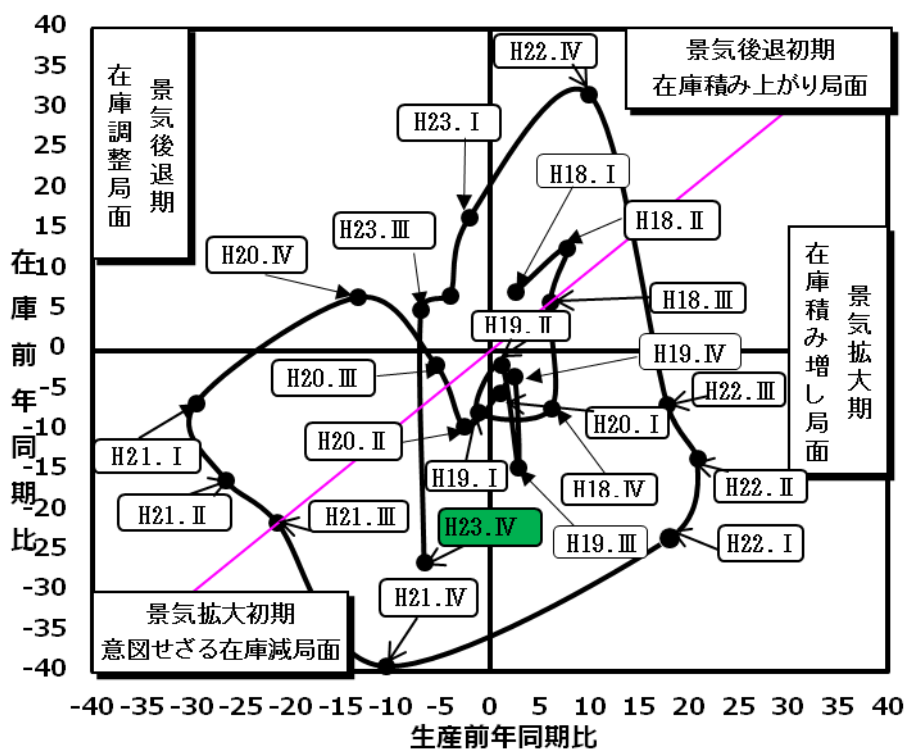 40
35
30
25
20
15
10
5
0
-5
-10
-15
-20
-25
-30
-35
-40
在庫前年同期比
景気後退期
在庫調整局面
景気後退初期
在庫積み上がり局面
景気拡大期
在庫積み増し局面
景気拡大初期
意図せざる在庫減局面
H22.Ⅳ
H23.Ⅰ
H18.Ⅰ
H18.Ⅱ
H23.Ⅲ
H20.Ⅳ
H18.Ⅲ
H19.Ⅱ
H19.Ⅳ
H20.Ⅲ
H22.Ⅲ
H20.Ⅱ
H20.Ⅰ
H21.Ⅰ
H19.Ⅰ
H18.Ⅳ
H22.Ⅱ
H21.Ⅱ
H21.Ⅲ
H23.Ⅳ
H19.Ⅲ
H22.Ⅰ
H21.Ⅳ
-40 -35 -30 -25 -20 -15 -10 -5 0 5 10 15 20 25 30 35 40
生産前年同期比